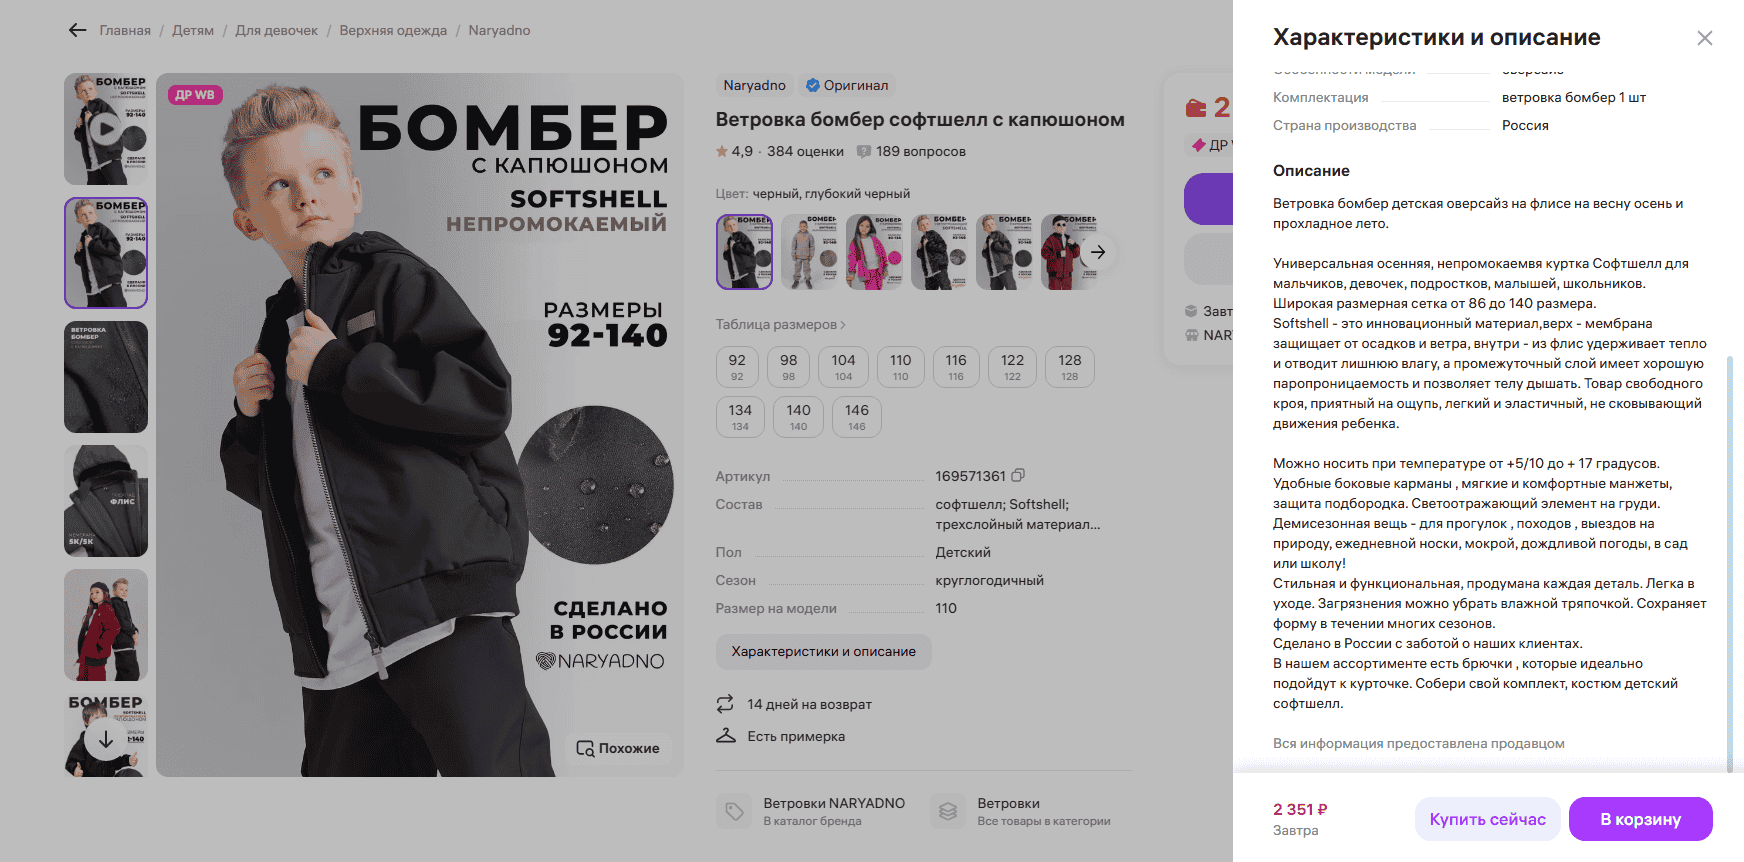 Главная / Детям / Для девочек / Верхняя одежда / Naryadno
ДР WB
БОМБЕР
С КАПЮШОНОМ
SOFTSHELL
НЕПРОМОКАЕМЫЙ
РАЗМЕРЫ
92-140
СДЕЛАНО
В РОССИИ
NARYADNO
Похожие
ВЕТРОВКА
БОМБЕР
ФЛИС
5К/5К
БОМБЕР
Naryadno
Оригинал
Ветровка бомбер софтшелл с капюшоном
4,9 · 384 оценки 189 вопросов
Цвет: черный, глубокий черный
Таблица размеров
92 98 104 110 116 122 128
92 98 104 110 116 122 128
134 140 146
134 140 146
Артикул 169571361
Состав софтшелл; Softshell;
трехслойный материал...
Пол Детский
Сезон круглогодичный
Размер на модели 110
Характеристики и описание
14 дней на возврат
Есть примерка
Ветровки NARYADNO
В каталог бренда
Ветровки
Все товары в категории
2
ДР
Завт
NAR
Характеристики и описание
Особенности модели оверсайз
Комплектация ветровка бомбер 1 шт
Страна производства Россия
Описание
Ветровка бомбер детская оверсайз на флисе на весну осень и
прохладное лето.
Универсальная осенняя, непромокаемвя куртка Софтшелл для
мальчиков, девочек, подростков, малышей, школьников.
Широкая размерная сетка от 86 до 140 размера.
Softshell - это инновационный материал,верх - мембрана
защищает от осадков и ветра, внутри - из флис удерживает тепло
и отводит лишнюю влагу, а промежуточный слой имеет хорошую
паропроницаемость и позволяет телу дышать. Товар свободного
кроя, приятный на ощупь, легкий и эластичный, не сковывающий
движения ребенка.
Можно носить при температуре от +5/10 до + 17 градусов.
Удобные боковые карманы , мягкие и комфортные манжеты,
защита подбородка. Светоотражающий элемент на груди.
Демисезонная вещь - для прогулок , походов , выездов на
природу, ежедневной носки, мокрой, дождливой погоды, в сад
или школу!
Стильная и функциональная, продумана каждая деталь. Легка в
уходе. Загрязнения можно убрать влажной тряпочкой. Сохраняет
форму в течении многих сезонов.
Сделано в России с заботой о наших клиентах.
В нашем ассортименте есть брючки , которые идеально
подойдут к курточке. Собери свой комплект, костюм детский
софтшелл.
Вся информация предоставлена продавцом
2 351 ₽
Завтра
Купить сейчас
В корзину